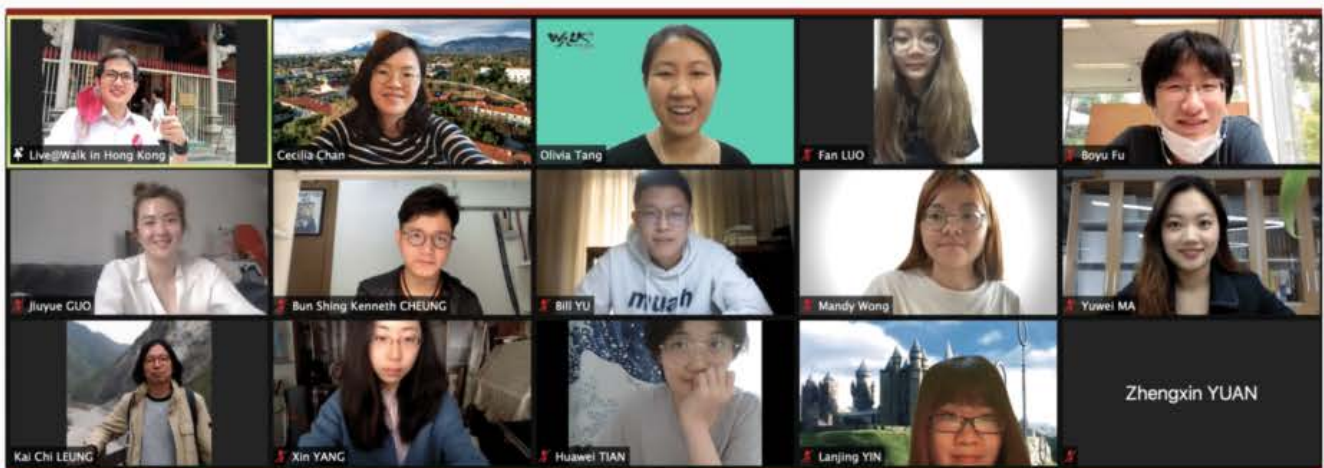 Live@Walk in Hong Kong
Cecilia Chan
WALK
Olivia Tang
Fan LUO
Boyu Fu
Jiuyue GUO
Bun Shing Kenneth CHEUNG
muah
Bill YU
Mandy Wong
Yuwei MA
Kai Chi LEUNG
Xin YANG
Huawei TIAN
Lanjing YIN
Zhengxin YUAN